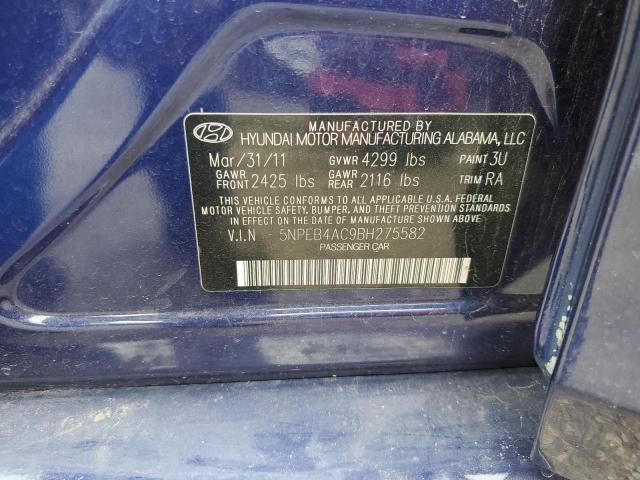 MANUFACTURED BY
HYUNDAI MOTOR MANUFACTURING ALABAMA, LLC
Mar/31/11 GVWR 4299 lbs PAINT 3U
GAWR FRONT 2425 lbs GAWR REAR 2116 lbs TRIM RA
THIS VEHICLE CONFORMS TO ALL APPLICABLE U.S.A. FEDERAL
MOTOR VEHICLE SAFETY, BUMPER, AND THEFT PREVENTION STANDARDS
IN EFFECT ON THE DATE OF MANUFACTURE SHOWN ABOVE.
V.I.N 5NPEB4AC9BH275582
PASSENGER CAR